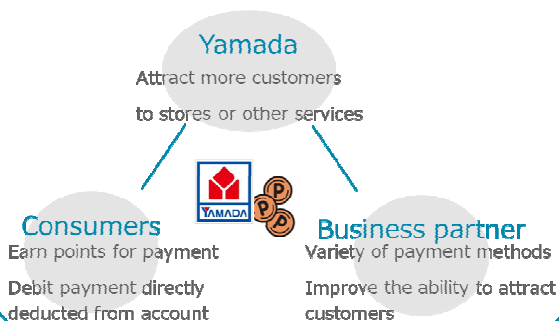 Yamada
Attract more customers
to stores or other services
YAMADA
P
P
P
Consumers
Earn points for payment
Debit payment directly
deducted from account
Business partner
Variety of payment methods
Improve the ability to attract
customers